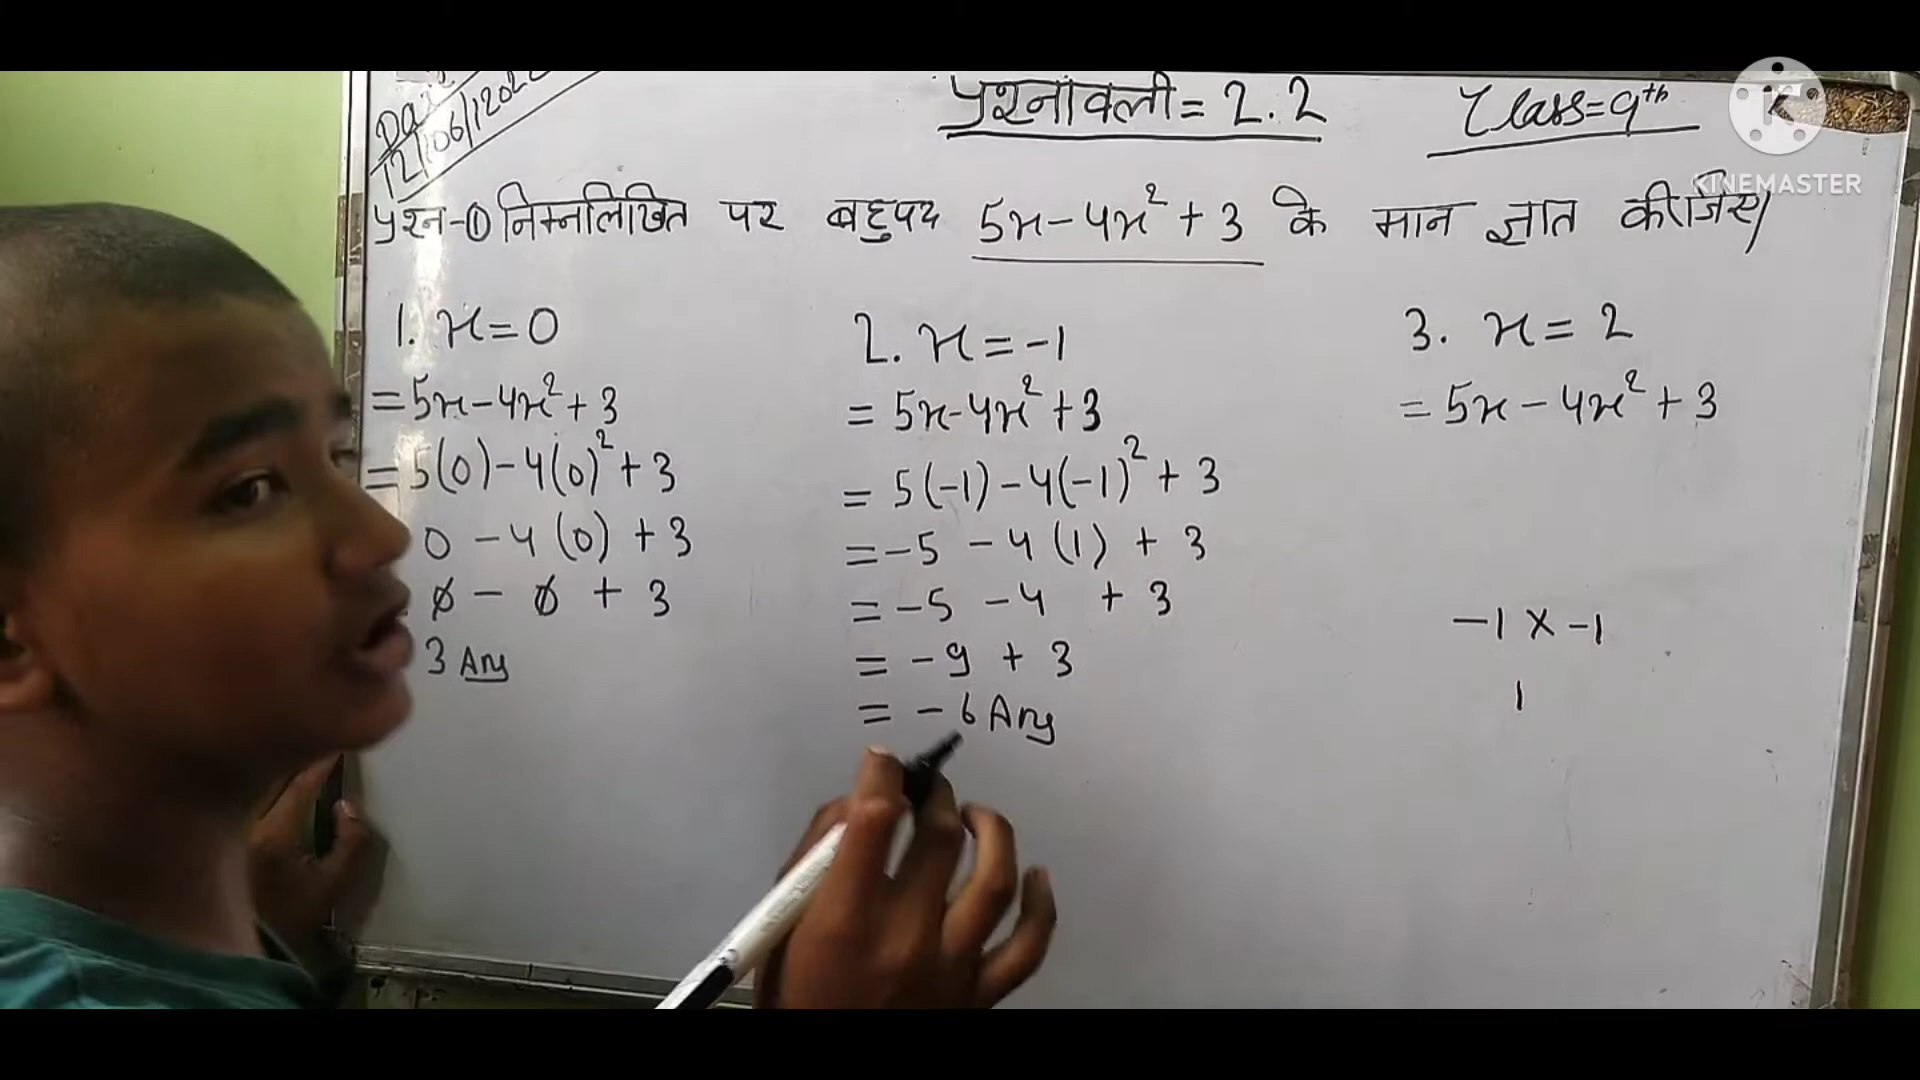 12/06/202
प्रश्नावली = 2.2
Class = 9th
K
KINEMASTER
प्रश्न-① निम्नलिखित पर बहुपद 5x - 4x² + 3 के मान ज्ञात कीजिए।
1. x = 0
= 5x - 4x² + 3
= 5(0) - 4(0)² + 3
0 - 4(0) + 3
0 - 0 + 3
3 Ans
2. x = -1
= 5x - 4x² + 3
= 5(-1) - 4(-1)² + 3
= -5 - 4(1) + 3
= -5 - 4 + 3
= -9 + 3
= -6 Ans
3. x = 2
= 5x - 4x² + 3
-1 × -1
1